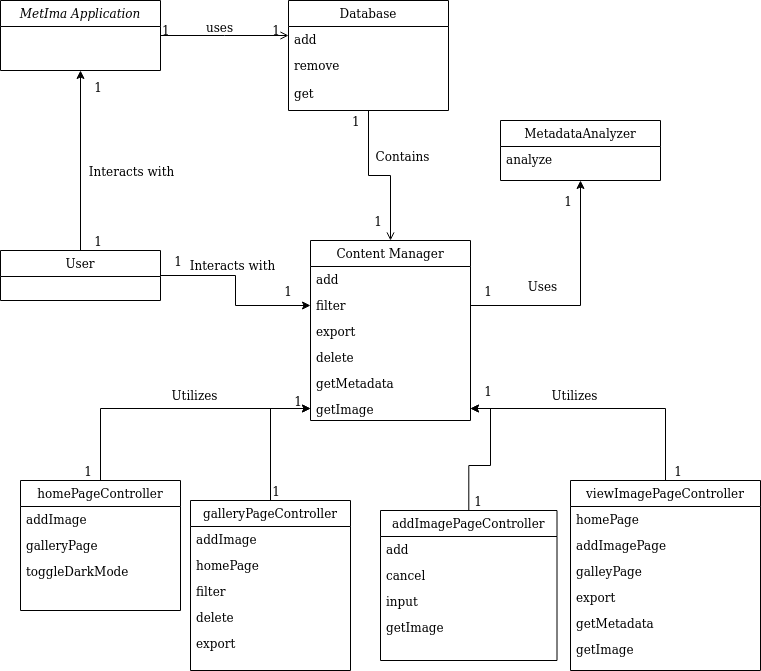 MetIma Application
1
uses
1
Database
add
remove
get
1
Contains
1
MetadataAnalyzer
analyze
1
1
Interacts with
1
User
1
Interacts with
1
Content Manager
add
filter
export
delete
getMetadata
getImage
1
Uses
Utilizes
1
1
1
homePageController
addImage
galleryPage
toggleDarkMode
galleryPageController
addImage
homePage
filter
delete
export
1
Utilizes
1
1
addImagePageController
add
cancel
input
getImage
viewImagePageController
homePage
addImagePage
galleyPage
export
getMetadata
getImage